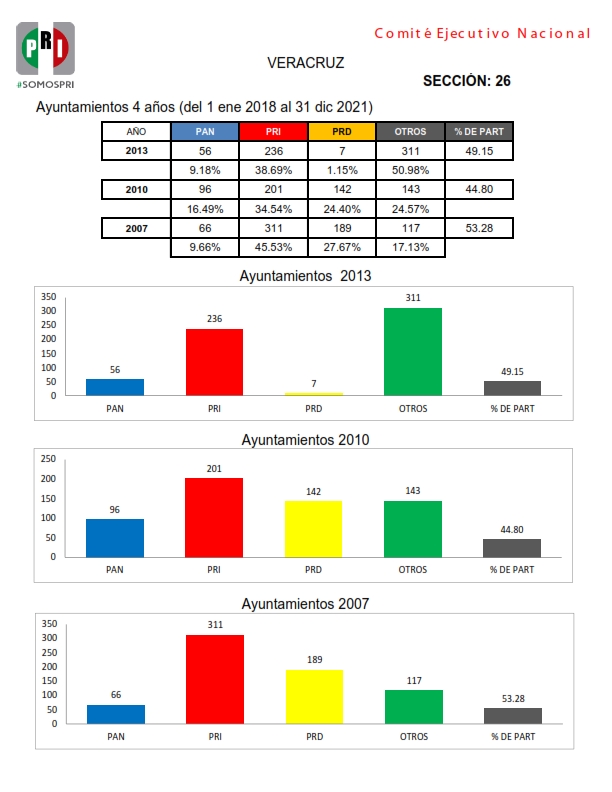 Comité Ejecutivo Nacional
PRI
#SOMOSPRI
VERACRUZ
SECCIÓN: 26
Ayuntamientos 4 años (del 1 ene 2018 al 31 dic 2021)
AÑO PAN PRI PRD OTROS % DE PART
2013 56 236 7 311 49.15
9.18% 38.69% 1.15% 50.98%
2010 96 201 142 143 44.80
16.49% 34.54% 24.40% 24.57%
2007 66 311 189 117 53.28
9.66% 45.53% 27.67% 17.13%
Ayuntamientos 2013
350
300
250
200
150
100
50
0
56
236
7
311
49.15
PAN PRI PRD OTROS % DE PART
Ayuntamientos 2010
250
200
150
100
50
0
96
201
142
143
44.80
PAN PRI PRD OTROS % DE PART
Ayuntamientos 2007
350
300
250
200
150
100
50
0
66
311
189
117
53.28
PAN PRI PRD OTROS % DE PART